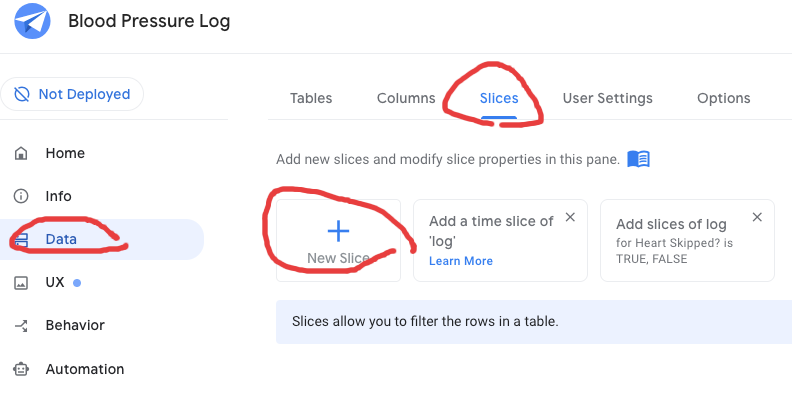 Blood Pressure Log
Not Deployed
Home
Info
Data
UX
Behavior
Automation
Tables Columns Slices User Settings Options
Add new slices and modify slice properties in this pane.
New Slice
Add a time slice of
'log'
Learn More
Add slices of log
for Heart Skipped? is
TRUE, FALSE
Slices allow you to filter the rows in a table.